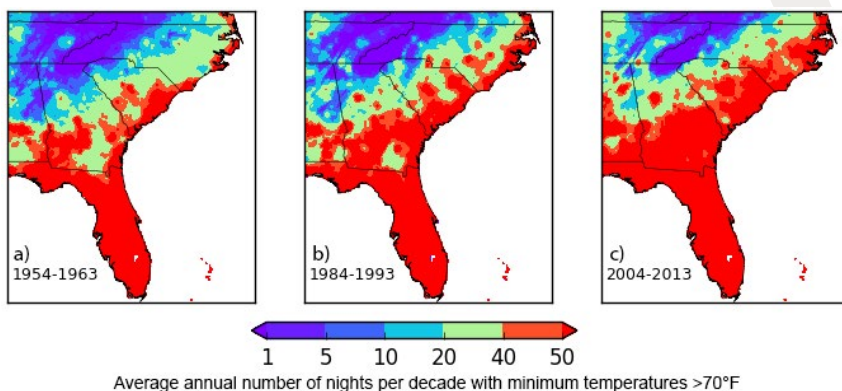 a)
1954-1963
b)
1984-1993
c)
2004-2013
1 5 10 20 40 50
Average annual number of nights per decade with minimum temperatures >70°F